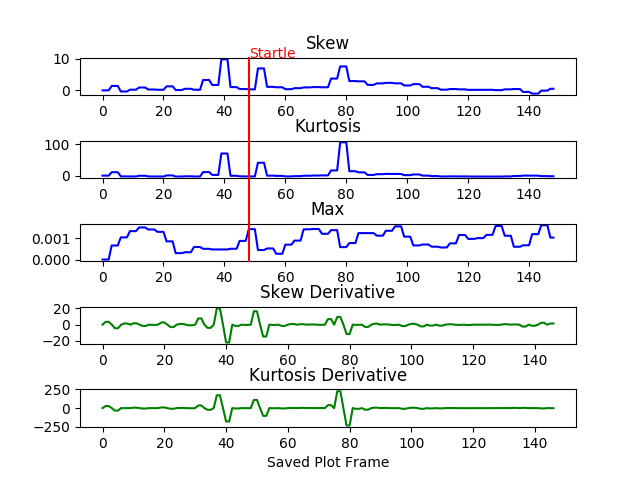 Skew
Startle
10
0
0 20 40 60 80 100 120 140
Kurtosis
100
0
0 20 40 60 80 100 120 140
Max
0.001
0.000
0 20 40 60 80 100 120 140
Skew Derivative
20
0
−20
0 20 40 60 80 100 120 140
Kurtosis Derivative
250
0
−250
0 20 40 60 80 100 120 140
Saved Plot Frame